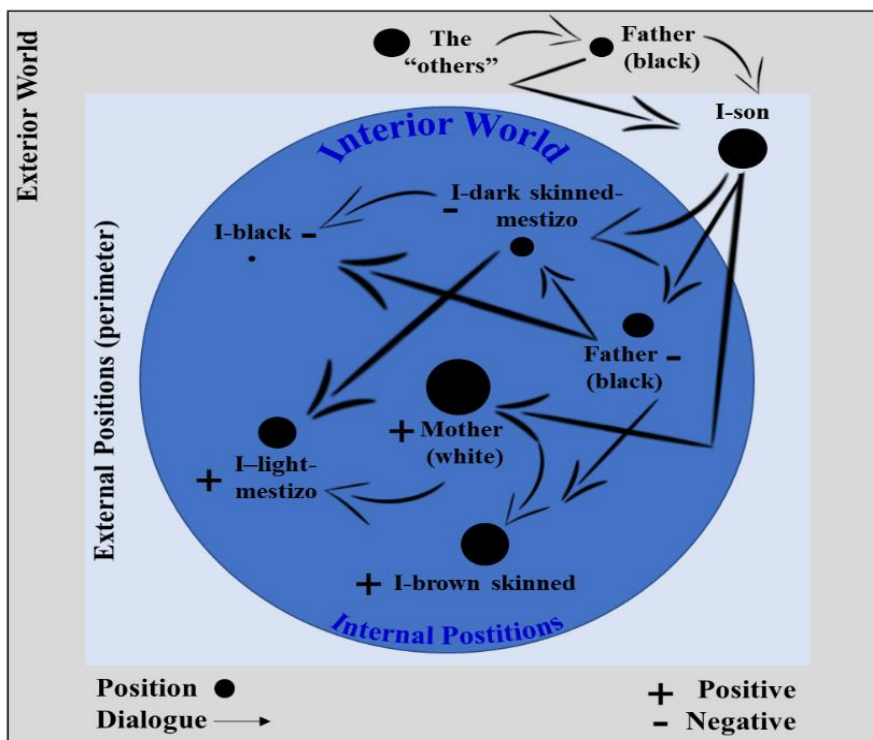 Exterior World
External Positions (perimeter)
The
“others”
Father
(black)
I-son
Interior World
I-dark skinned-
- mestizo
I-black -
Father -
(black)
+ Mother
(white)
I–light-
+ mestizo
+ I-brown skinned
Internal Postitions
Position
Dialogue
+ Positive
- Negative